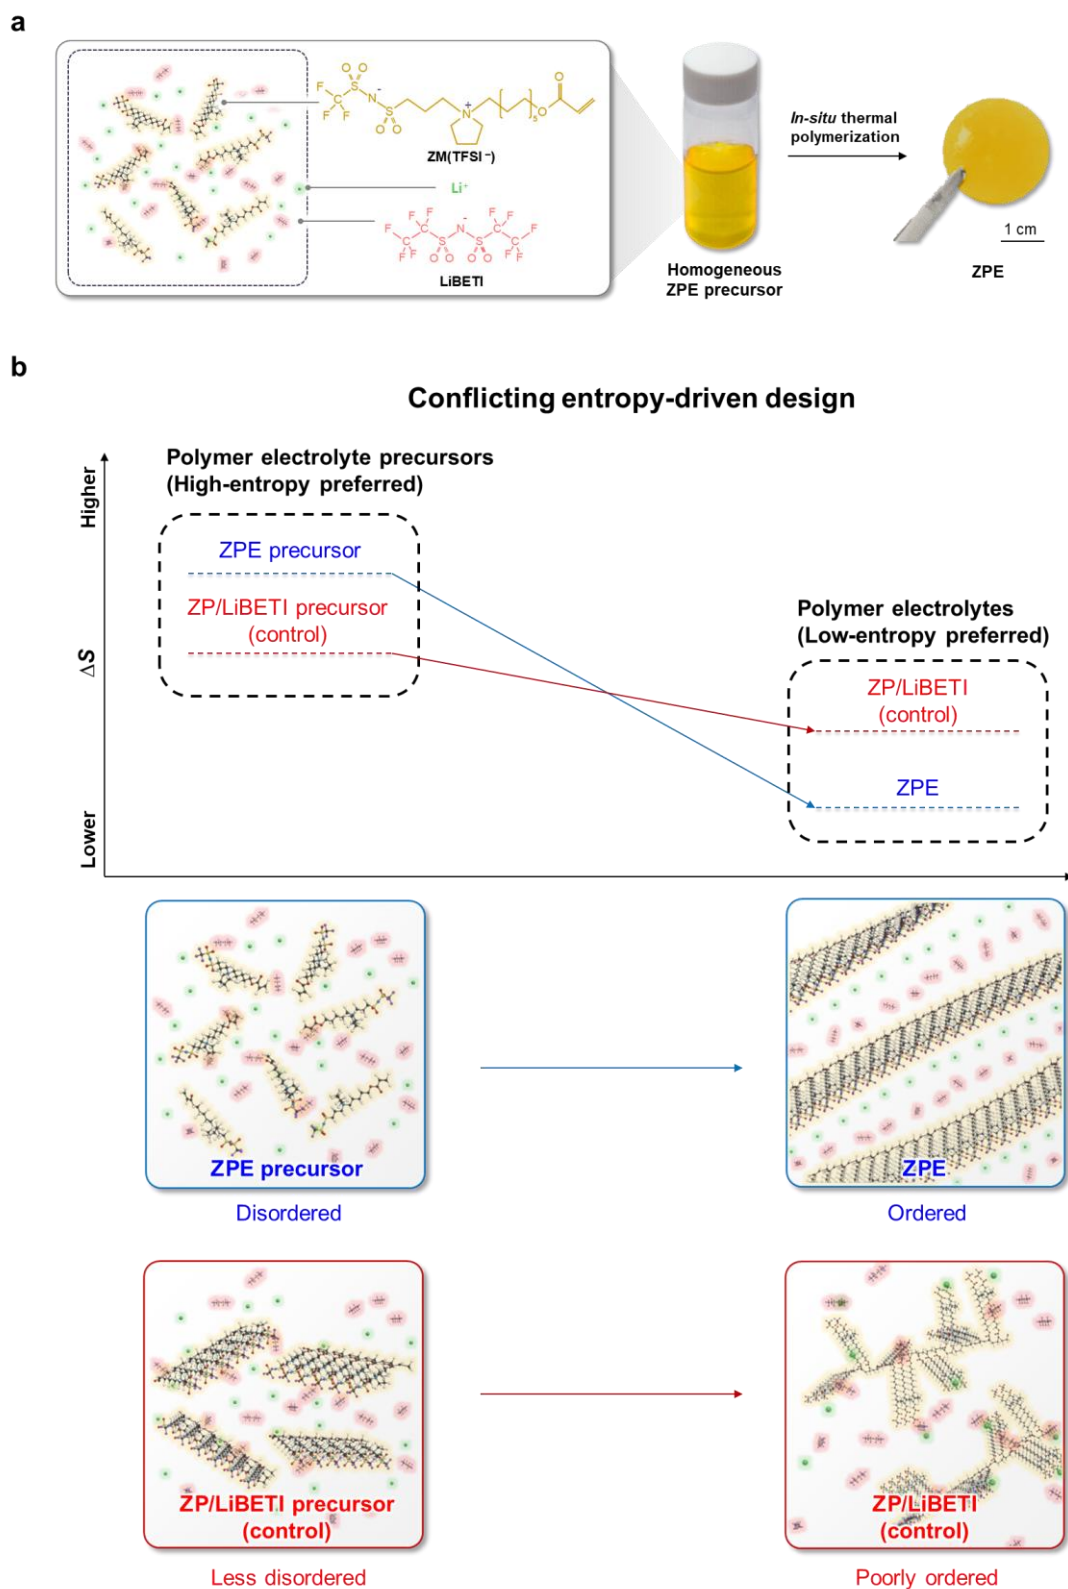 a
O O
F S N - O
F F S N + O 5 O
O O
ZM(TFSI⁻)
Li⁺
F F F - F F F
F S N S F
F F O O O O F F
LiBETI
Homogeneous
ZPE precursor
In-situ thermal
polymerization
1 cm
ZPE
b
Conflicting entropy-driven design
Higher
ΔS
Lower
Polymer electrolyte precursors
(High-entropy preferred)
ZPE precursor
ZP/LiBETI precursor
(control)
Polymer electrolytes
(Low-entropy preferred)
ZP/LiBETI
(control)
ZPE
ZPE precursor
Disordered
ZPE
Ordered
ZP/LiBETI precursor
(control)
Less disordered
ZP/LiBETI
(control)
Poorly ordered